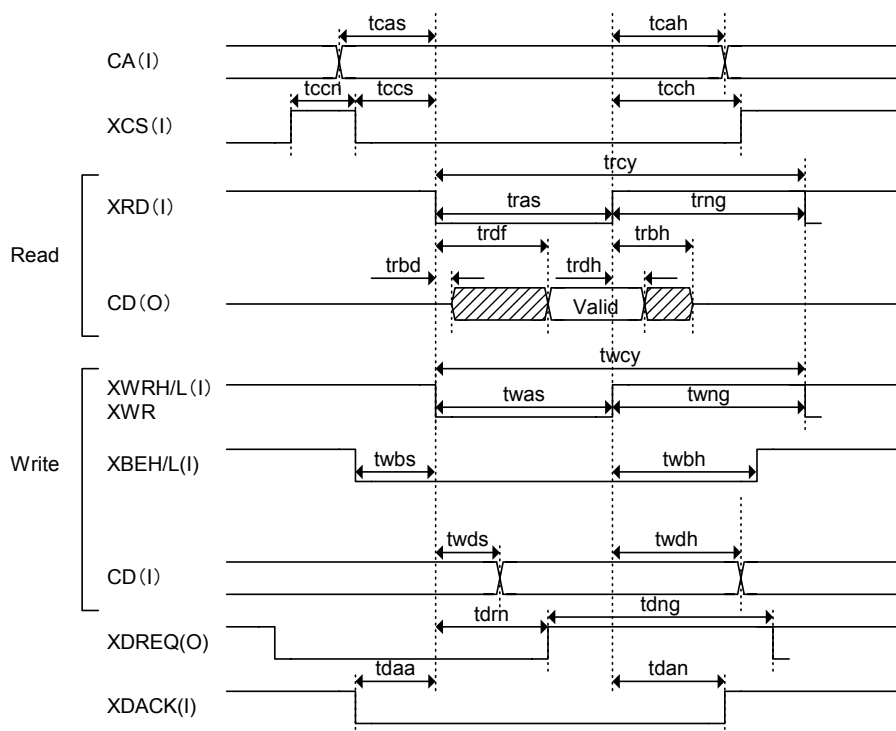 tcas
tcah
CA(I)
tccn
tccs
tcch
XCS(I)
trcy
XRD(I)
tras
trng
Read
trdf
trbh
trbd
trdh
CD(O)
Valid
twcy
XWRH/L(I)
XWR
twas
twng
Write
XBEH/L(I)
twbs
twbh
twds
twdh
CD(I)
tdrn
tdng
XDREQ(O)
tdaa
tdan
XDACK(I)